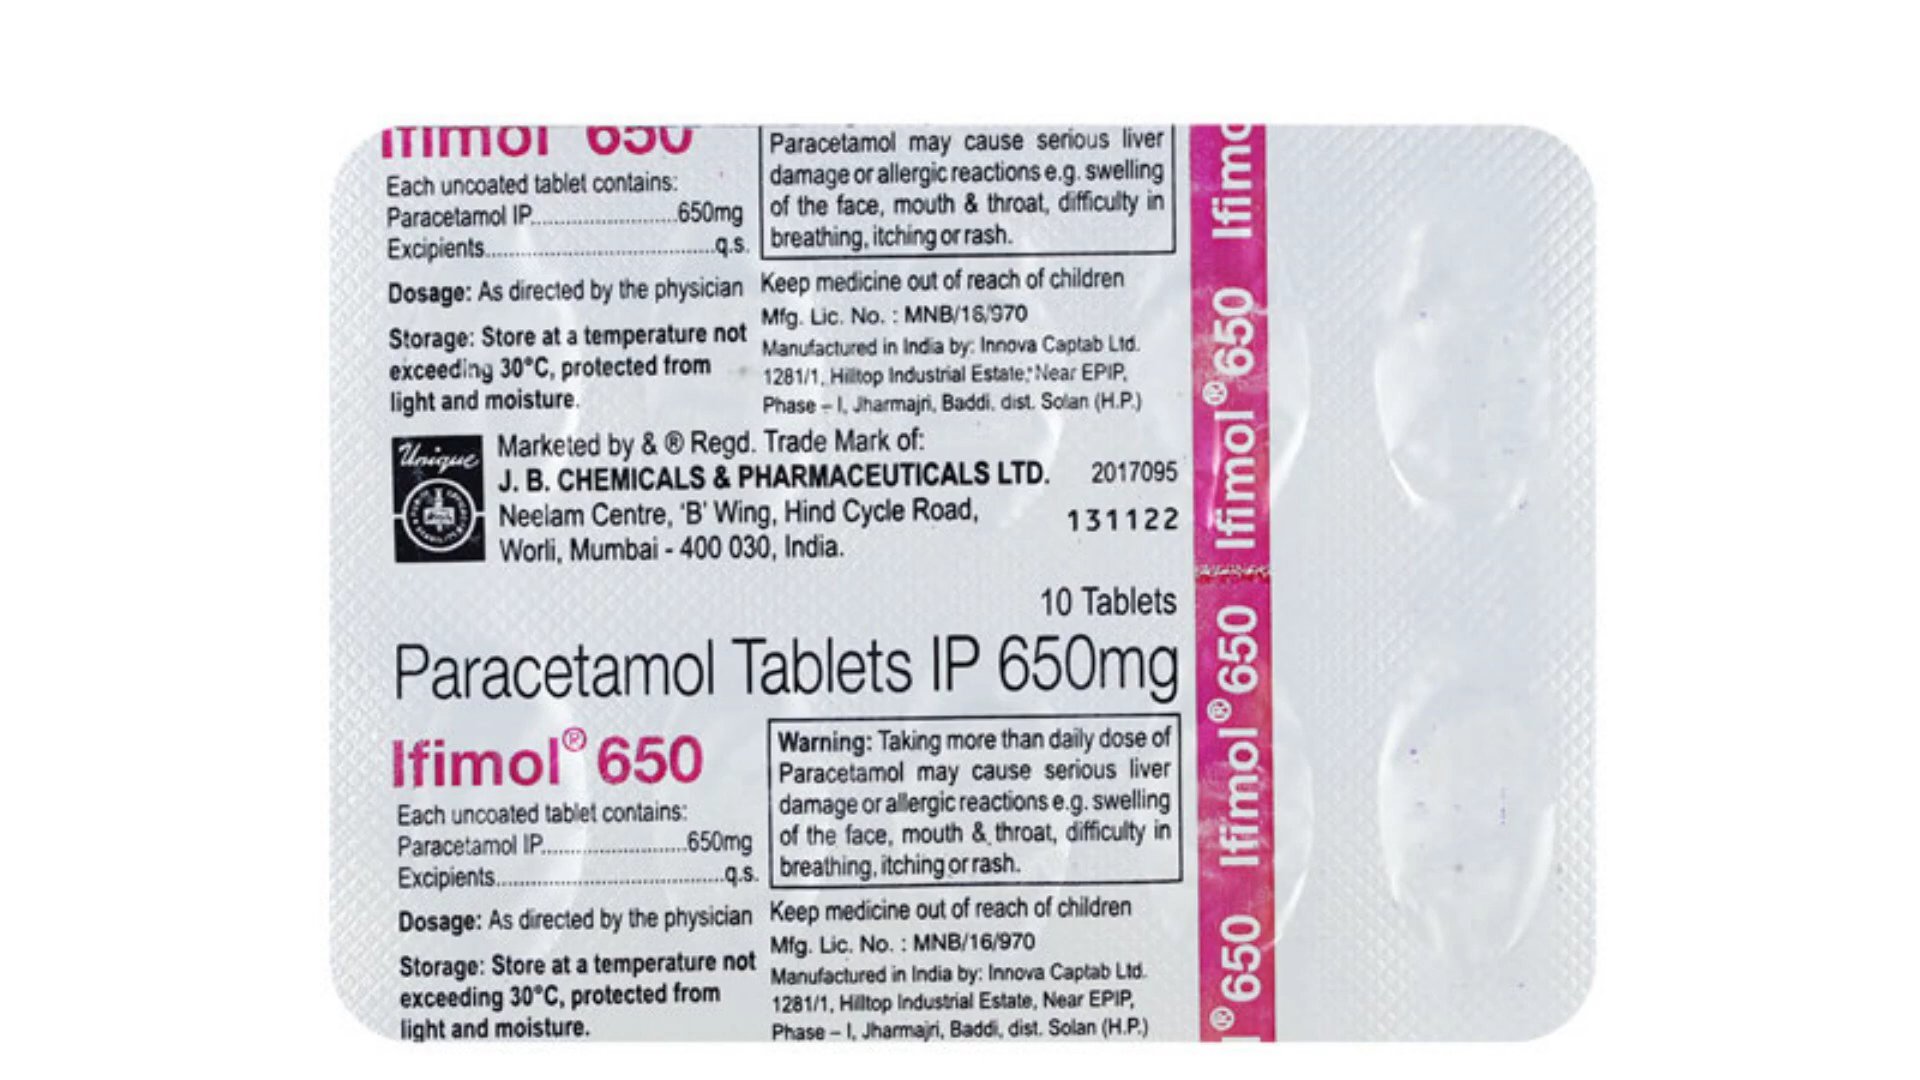 Ifimol 650
Each uncoated tablet contains:
Paracetamol IP..............................650mg
Excipients.......................................q.s.
Dosage: As directed by the physician
Storage: Store at a temperature not
exceeding 30°C, protected from
light and moisture.
Paracetamol may cause serious liver
damage or allergic reactions e.g. swelling
of the face, mouth & throat, difficulty in
breathing, itching or rash.
Keep medicine out of reach of children
Mfg. Lic. No. : MNB/16/970
Manufactured in India by: Innova Captab Ltd.
1281/1, Hilltop Industrial Estate, Near EPIP,
Phase – I, Jharmajri, Baddi, dist. Solan (H.P.)
Unique
Marketed by & ® Regd. Trade Mark of:
J. B. CHEMICALS & PHARMACEUTICALS LTD.
Neelam Centre, 'B' Wing, Hind Cycle Road,
Worli, Mumbai - 400 030, India.
2017095
131122
10 Tablets
Paracetamol Tablets IP 650mg
Ifimol® 650
Each uncoated tablet contains:
Paracetamol IP..............................650mg
Excipients.......................................q.s.
Dosage: As directed by the physician
Storage: Store at a temperature not
exceeding 30°C, protected from
light and moisture.
Warning: Taking more than daily dose of
Paracetamol may cause serious liver
damage or allergic reactions e.g. swelling
of the face, mouth & throat, difficulty in
breathing, itching or rash.
Keep medicine out of reach of children
Mfg. Lic. No. : MNB/16/970
Manufactured in India by: Innova Captab Ltd.
1281/1, Hilltop Industrial Estate, Near EPIP,
Phase – I, Jharmajri, Baddi, dist. Solan (H.P.)
® 650 Ifimol® 650 Ifimol® 650 Ifimo